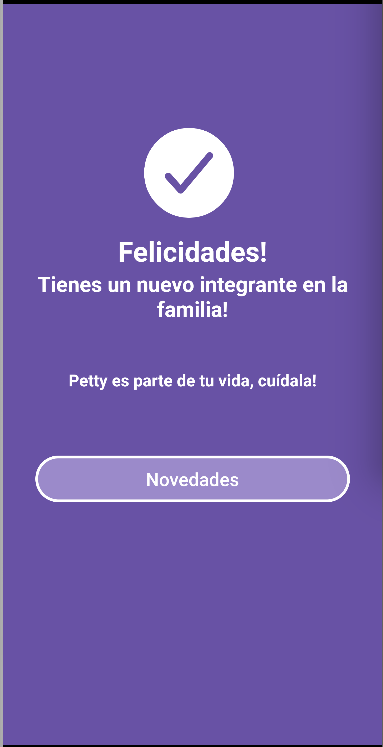 Felicidades!
Tienes un nuevo integrante en la
familia!
Petty es parte de tu vida, cuídala!
Novedades